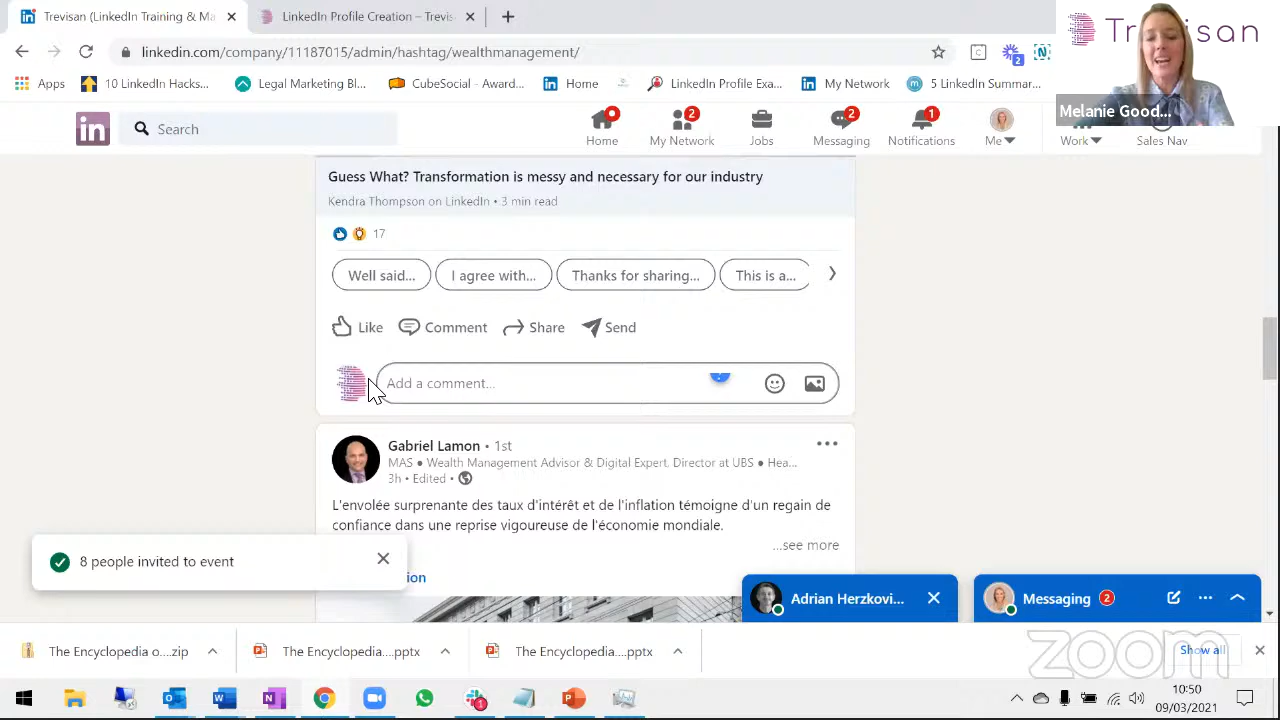 Trevisan (LinkedIn Training & Ma
LinkedIn Profile Creation – Trevis
linkedin.com/company/11187015/feed/hashtag/wealthmanagement/
Apps
10 LinkedIn Hacks...
Legal Marketing Bl...
CubeSocial Award...
Home
LinkedIn Profile Exa...
My Network
5 LinkedIn Summar...
Trevisan
Melanie Good...
Search
Home
2
My Network
Jobs
2
Messaging
1
Notifications
Me
Work
Sales Nav
Guess What? Transformation is messy and necessary for our industry
Kendra Thompson on LinkedIn • 3 min read
17
Well said...
I agree with...
Thanks for sharing...
This is a...
Like
Comment
Share
Send
Add a comment...
Gabriel Lamon • 1st
MAS ● Wealth Management Advisor & Digital Expert. Director at UBS ● Hea...
3h • Edited •
L'envolée surprenante des taux d'intérêt et de l'inflation témoigne d'un regain de
confiance dans une reprise vigoureuse de l'économie mondiale.
...see more
8 people invited to event
ion
Adrian Herzkovi...
Messaging
2
The Encyclopedia o....zip
The Encyclopedia....pptx
The Encyclopedia....pptx
Show all
zoom
10:50
09/03/2021